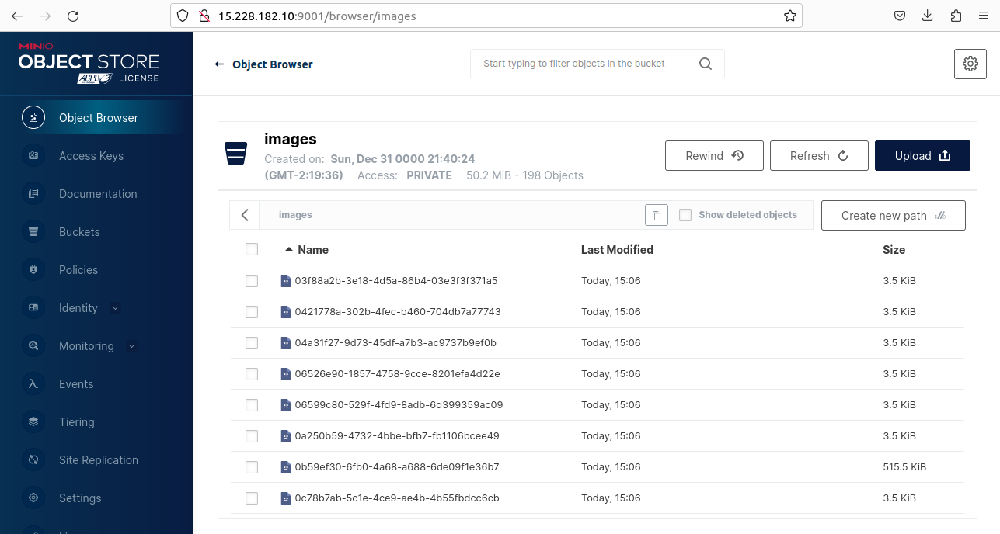 15.228.182.10:9001/browser/images
MINIO
OBJECT STORE
AGPLv3 LICENSE
Object Browser
Access Keys
Documentation
Buckets
Policies
Identity
Monitoring
Events
Tiering
Site Replication
Settings
← Object Browser
Start typing to filter objects in the bucket
images
Created on: Sun, Dec 31 0000 21:40:24
(GMT-2:19:36) Access: PRIVATE 50.2 MiB - 198 Objects
Rewind Refresh Upload
images Show deleted objects Create new path
Name Last Modified Size
03f88a2b-3e18-4d5a-86b4-03e3f3f371a5 Today, 15:06 3.5 KiB
0421778a-302b-4fec-b460-704db7a77743 Today, 15:06 3.5 KiB
04a31f27-9d73-45df-a7b3-ac9737b9ef0b Today, 15:06 3.5 KiB
06526e90-1857-4758-9cce-8201efa4d22e Today, 15:06 3.5 KiB
06599c80-529f-4fd9-8adb-6d399359ac09 Today, 15:06 3.5 KiB
0a250b59-4732-4bbe-bfb7-fb1106bcee49 Today, 15:06 3.5 KiB
0b59ef30-6fb0-4a68-a688-6de09f1e36b7 Today, 15:06 515.5 KiB
0c78b7ab-5c1e-4ce9-ae4b-4b55fbdcc6cb Today, 15:06 3.5 KiB